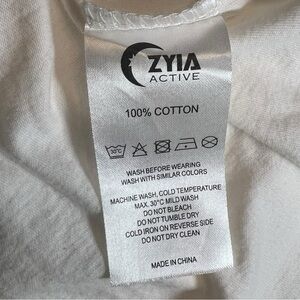 ZYIA
ACTIVE
100% COTTON
30°C
WASH BEFORE WEARING
WASH WITH SIMILAR COLORS
MACHINE WASH, COLD TEMPERATURE
MAX. 30°C MILD WASH
DO NOT BLEACH
DO NOT TUMBLE DRY
COLD IRON ON REVERSE SIDE
DO NOT DRY CLEAN
MADE IN CHINA